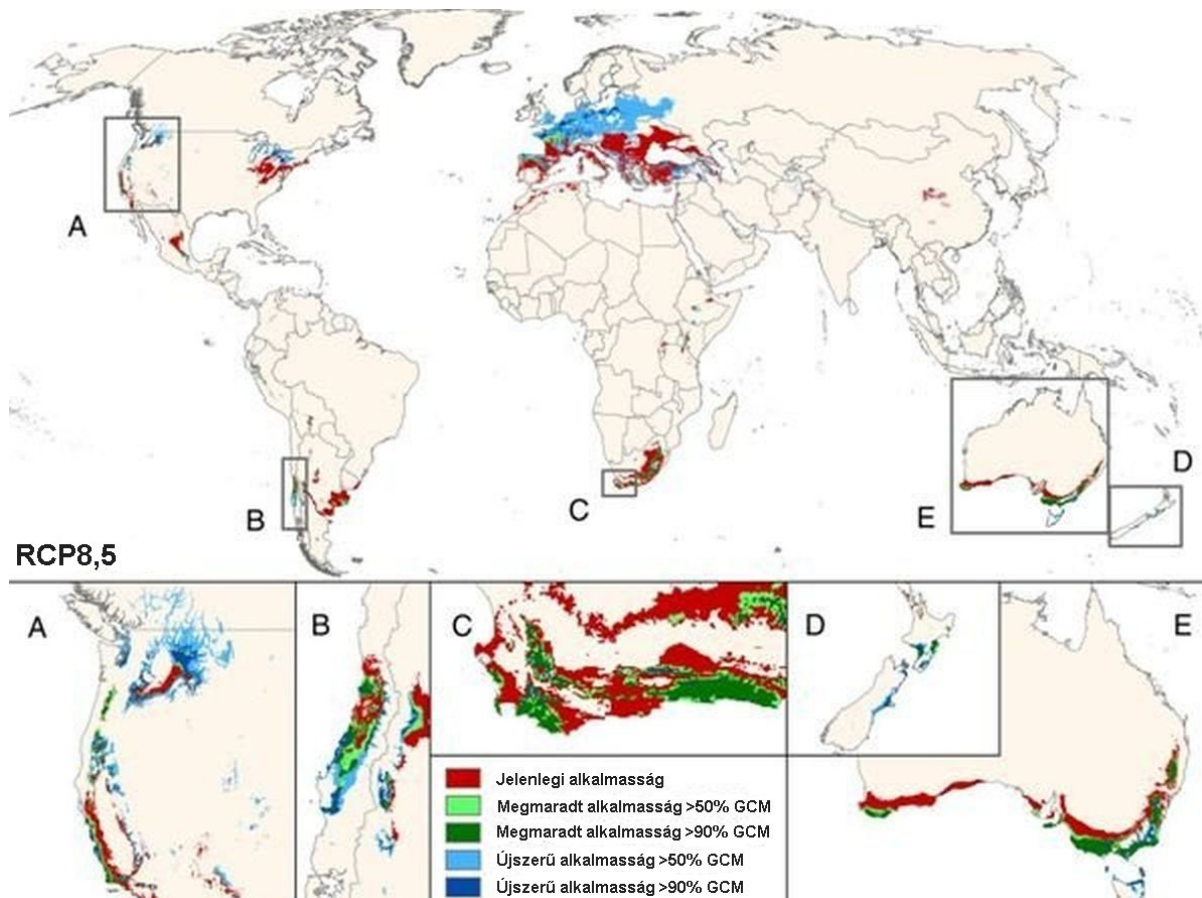 A
B
C
D
E
RCP8,5
A
B
C
D
E
Jelenlegi alkalmasság
Megmaradt alkalmasság >50% GCM
Megmaradt alkalmasság >90% GCM
Újszerű alkalmasság >50% GCM
Újszerű alkalmasság >90% GCM